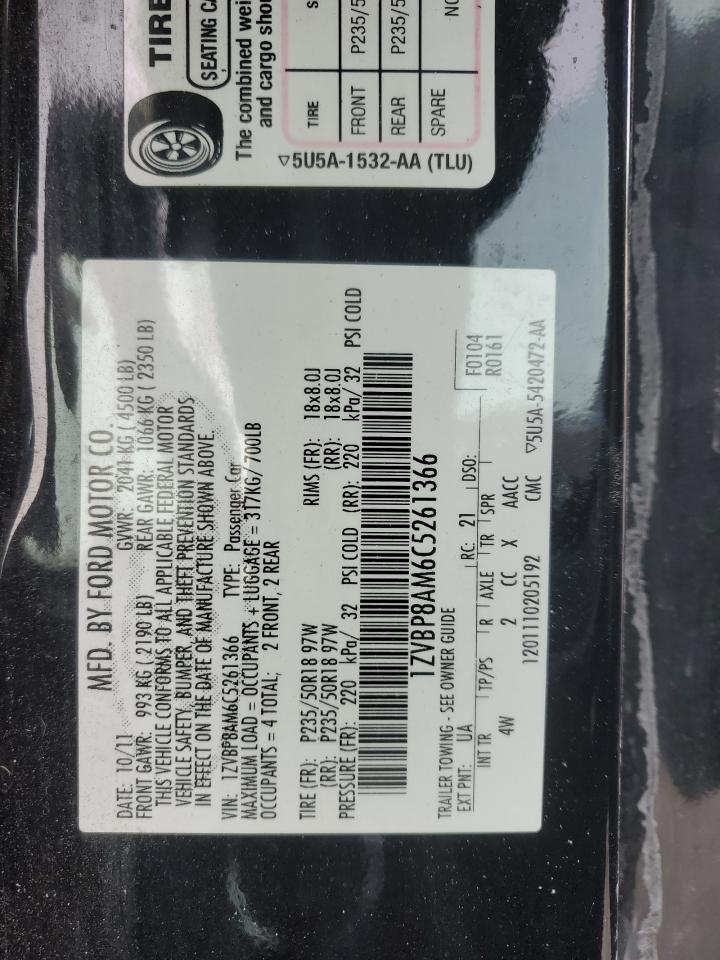 TIRE
SEATING CA
The combined wei
and cargo shou
TIRE S
FRONT P235/5
REAR P235/5
SPARE NO
▽5U5A-1532-AA (TLU)
MFD. BY FORD MOTOR CO.
DATE: 10/11 GVWR: 2041 KG (4500 LB)
FRONT GAWR: 993 KG (2190 LB) REAR GAWR: 1066 KG (2350 LB)
THIS VEHICLE CONFORMS TO ALL APPLICABLE FEDERAL MOTOR
VEHICLE SAFETY, BUMPER, AND THEFT PREVENTION STANDARDS
IN EFFECT ON THE DATE OF MANUFACTURE SHOWN ABOVE.
VIN: 1ZVBP8AM6C5261366 TYPE: Passenger Car
MAXIMUM LOAD = OCCUPANTS + LUGGAGE = 317KG/700LB
OCCUPANTS = 4 TOTAL; 2 FRONT, 2 REAR
TIRE (FR): P235/50R18 97W RIMS (FR): 18x8.0J
(RR): P235/50R18 97W (RR): 18x8.0J
PRESSURE (FR): 220 kPa/ 32 PSI COLD (RR): 220 kPa/ 32 PSI COLD
1ZVBP8AM6C5261366
TRAILER TOWING - SEE OWNER GUIDE F0104
EXT PNT: UA RC: 21 DSO: R0161
INT TR TP/PS R AXLE TR SPR
4W 2 CC X AACC
1201110205192 CMC ▽5U5A-5420472-AA